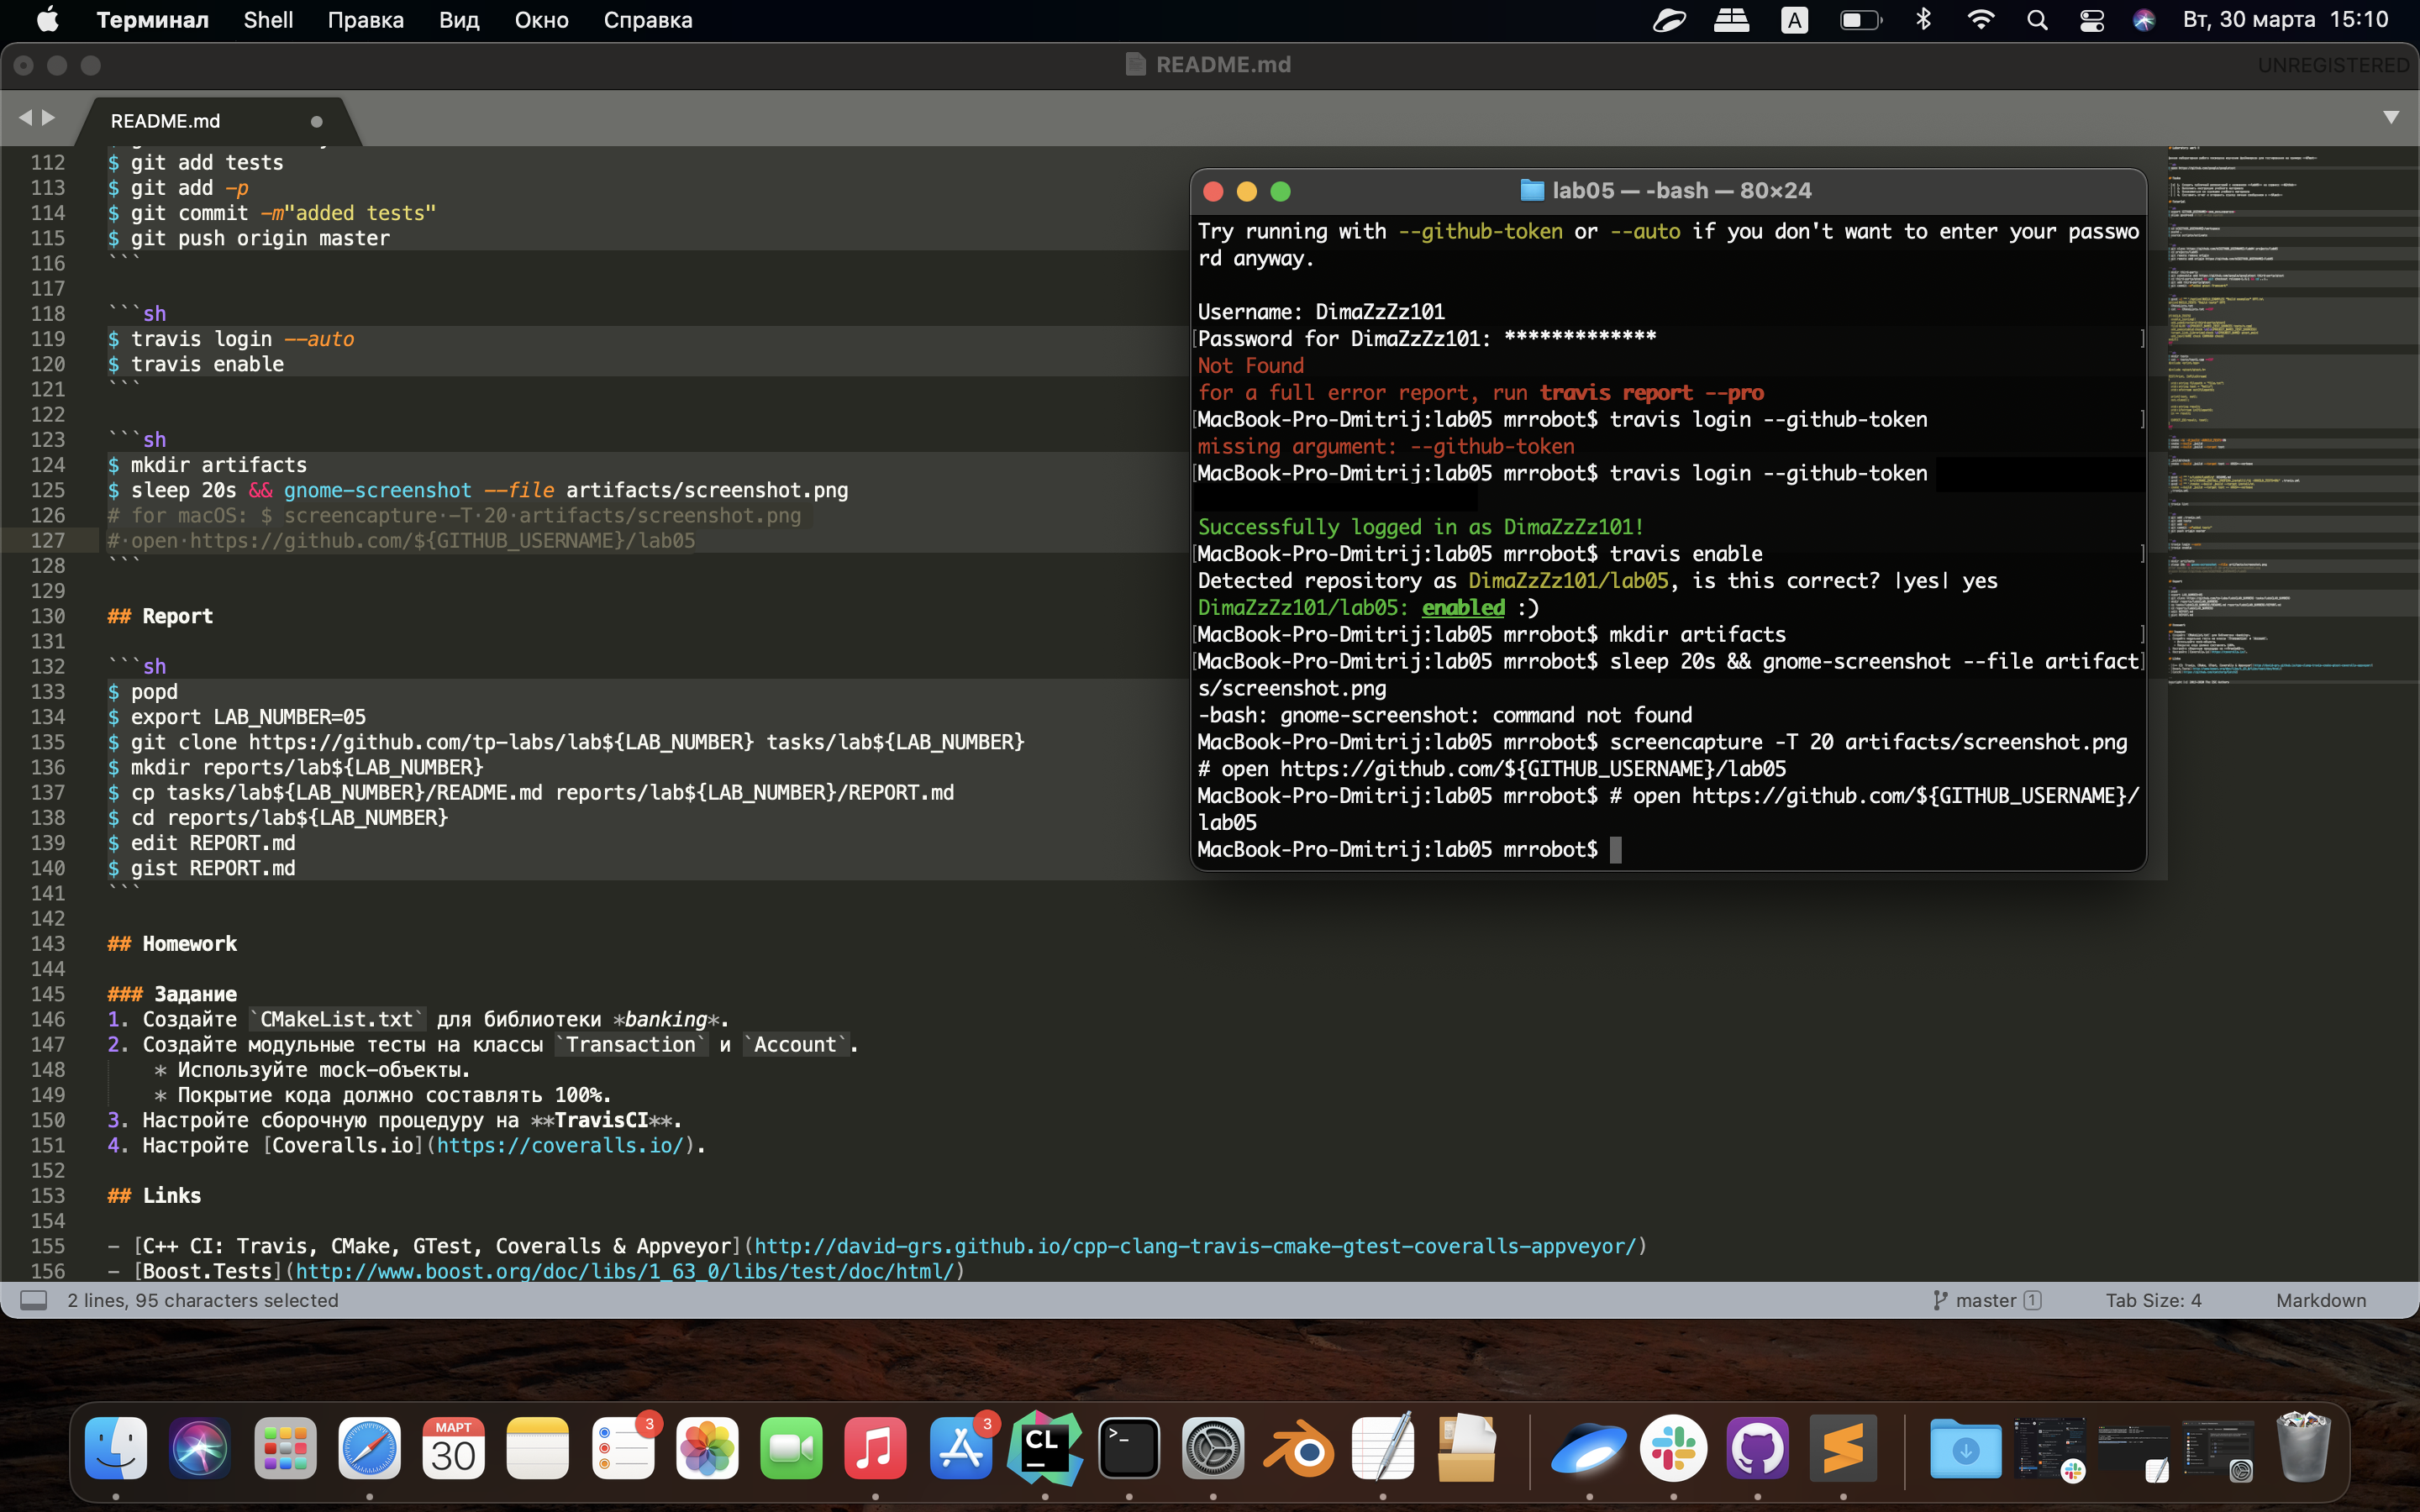 Терминал Shell Правка Вид Окно Справка A Вт, 30 марта 15:10
README.md UNREGISTERED
README.md
112 $ git add tests
113 $ git add -p
114 $ git commit -m"added tests"
115 $ git push origin master
116 ```
117
118 ```sh
119 $ travis login --auto
120 $ travis enable
121 ```
122
123 ```sh
124 $ mkdir artifacts
125 $ sleep 20s && gnome-screenshot --file artifacts/screenshot.png
126 # for macOS: $ screencapture -T 20 artifacts/screenshot.png
127 # open https://github.com/${GITHUB_USERNAME}/lab05
128 ```
129
130 ## Report
131
132 ```sh
133 $ popd
134 $ export LAB_NUMBER=05
135 $ git clone https://github.com/tp-labs/lab${LAB_NUMBER} tasks/lab${LAB_NUMBER}
136 $ mkdir reports/lab${LAB_NUMBER}
137 $ cp tasks/lab${LAB_NUMBER}/README.md reports/lab${LAB_NUMBER}/REPORT.md
138 $ cd reports/lab${LAB_NUMBER}
139 $ edit REPORT.md
140 $ gist REPORT.md
141 ```
142
143 ## Homework
144
145 ### Задание
146 1. Создайте `CMakeList.txt` для библиотеки *banking*.
147 2. Создайте модульные тесты на классы `Transaction` и `Account`.
148 * Используйте mock-объекты.
149 * Покрытие кода должно составлять 100%.
150 3. Настройте сборочную процедуру на **TravisCI**.
151 4. Настройте [Coveralls.io](https://coveralls.io/).
152
153 ## Links
154
155 - [C++ CI: Travis, CMake, GTest, Coveralls & Appveyor](http://david-grs.github.io/cpp-clang-travis-cmake-gtest-coveralls-appveyor/)
156 - [Boost.Tests](http://www.boost.org/doc/libs/1_63_0/libs/test/doc/html/)
lab05 — -bash — 80×24
Try running with --github-token or --auto if you don't want to enter your passwo
rd anyway.
Username: DimaZzZz101
[Password for DimaZzZz101: ************* ]
Not Found
for a full error report, run travis report --pro
[MacBook-Pro-Dmitrij:lab05 mrrobot$ travis login --github-token ]
missing argument: --github-token
[MacBook-Pro-Dmitrij:lab05 mrrobot$ travis login --github-token
Successfully logged in as DimaZzZz101!
[MacBook-Pro-Dmitrij:lab05 mrrobot$ travis enable ]
Detected repository as DimaZzZz101/lab05, is this correct? |yes| yes
DimaZzZz101/lab05: enabled :)
[MacBook-Pro-Dmitrij:lab05 mrrobot$ mkdir artifacts ]
[MacBook-Pro-Dmitrij:lab05 mrrobot$ sleep 20s && gnome-screenshot --file artifact]
s/screenshot.png
-bash: gnome-screenshot: command not found
MacBook-Pro-Dmitrij:lab05 mrrobot$ screencapture -T 20 artifacts/screenshot.png
# open https://github.com/${GITHUB_USERNAME}/lab05
MacBook-Pro-Dmitrij:lab05 mrrobot$ # open https://github.com/${GITHUB_USERNAME}/
lab05
MacBook-Pro-Dmitrij:lab05 mrrobot$
2 lines, 95 characters selected master 1 Tab Size: 4 Markdown
МАРТ
30
3
3
CL
>_